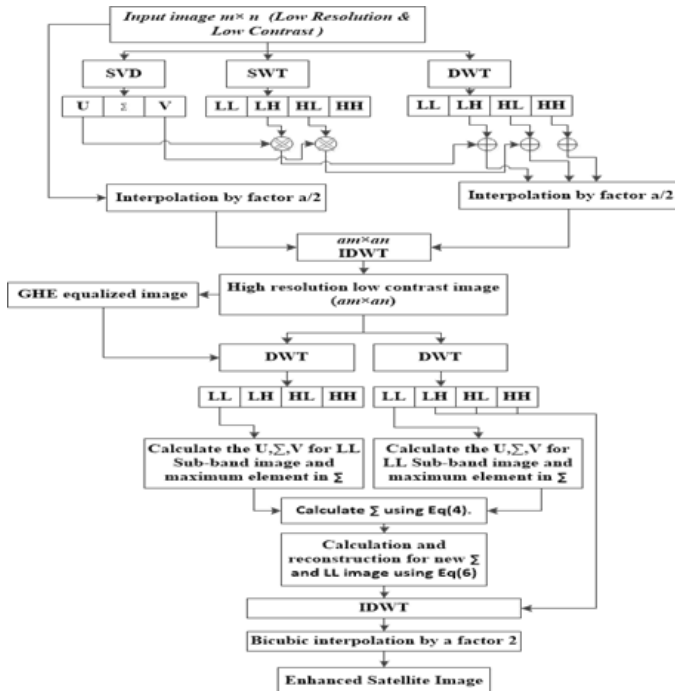 Input image m× n (Low Resolution &
Low Contrast )
SVD
SWT
DWT
U Σ V
LL LH HL HH
LL LH HL HH
Interpolation by factor a/2
Interpolation by factor a/2
am×an
IDWT
GHE equalized image
High resolution low contrast image
(am×an)
DWT
DWT
LL LH HL HH
LL LH HL HH
Calculate the U,∑,V for LL
Sub-band image and
maximum element in ∑
Calculate the U,∑,V for
LL Sub-band image and
maximum element in ∑
Calculate ∑ using Eq(4).
Calculation and
reconstruction for new ∑
and LL image using Eq(6)
IDWT
Bicubic interpolation by a factor 2
Enhanced Satellite Image